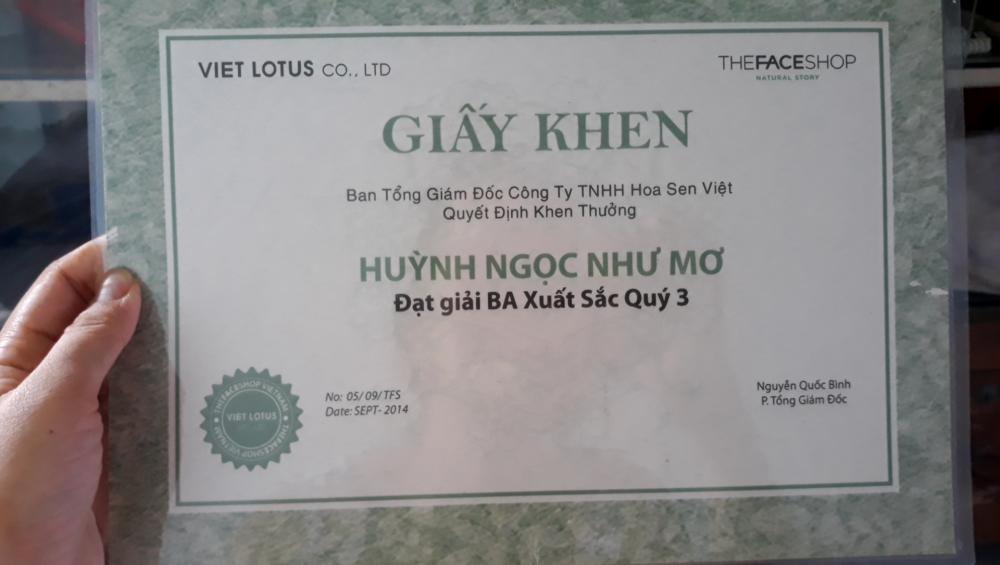 VIET LOTUS CO., LTD
THEFACESHOP
NATURAL STORY
GIẤY KHEN
Ban Tổng Giám Đốc Công Ty TNHH Hoa Sen Việt
Quyết Định Khen Thưởng
HUỲNH NGỌC NHƯ MƠ
Đạt giải BA Xuất Sắc Quý 3
THEFACESHOP VIETNAM
VIET LOTUS
THEFACESHOP VIETNAM
No: 05/ 09/ TFS
Date: SEPT- 2014
Nguyễn Quốc Bình
P. Tổng Giám Đốc